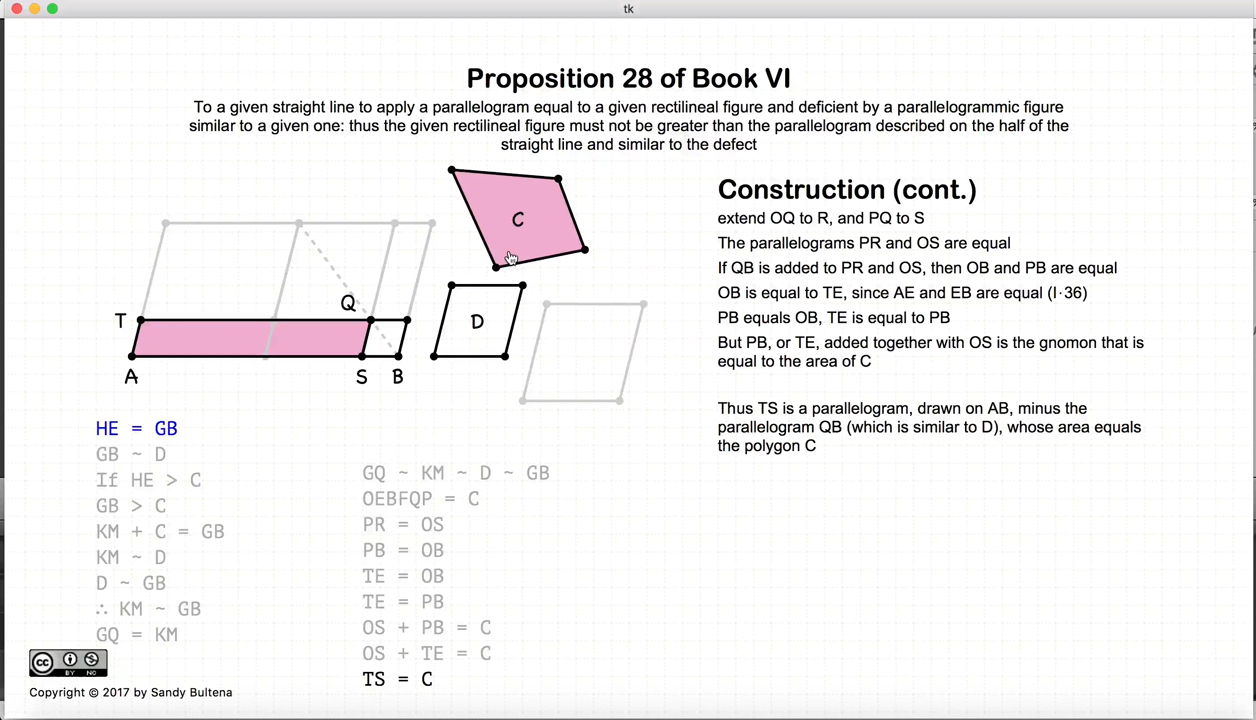 tk
Proposition 28 of Book VI
To a given straight line to apply a parallelogram equal to a given rectilineal figure and deficient by a parallelogrammic figure
similar to a given one: thus the given rectilineal figure must not be greater than the parallelogram described on the half of the
straight line and similar to the defect
C
Q
T
D
A
S
B
Construction (cont.)
extend OQ to R, and PQ to S
The parallelograms PR and OS are equal
If QB is added to PR and OS, then OB and PB are equal
OB is equal to TE, since AE and EB are equal (I·36)
PB equals OB, TE is equal to PB
But PB, or TE, added together with OS is the gnomon that is
equal to the area of C
Thus TS is a parallelogram, drawn on AB, minus the
parallelogram QB (which is similar to D), whose area equals
the polygon C
HE = GB
GB ~ D
If HE > C
GB > C
KM + C = GB
KM ~ D
D ~ GB
∴ KM ~ GB
GQ = KM
GQ ~ KM ~ D ~ GB
OEBFQP = C
PR = OS
PB = OB
TE = OB
TE = PB
OS + PB = C
OS + TE = C
TS = C
cc BY NC
Copyright © 2017 by Sandy Bultena